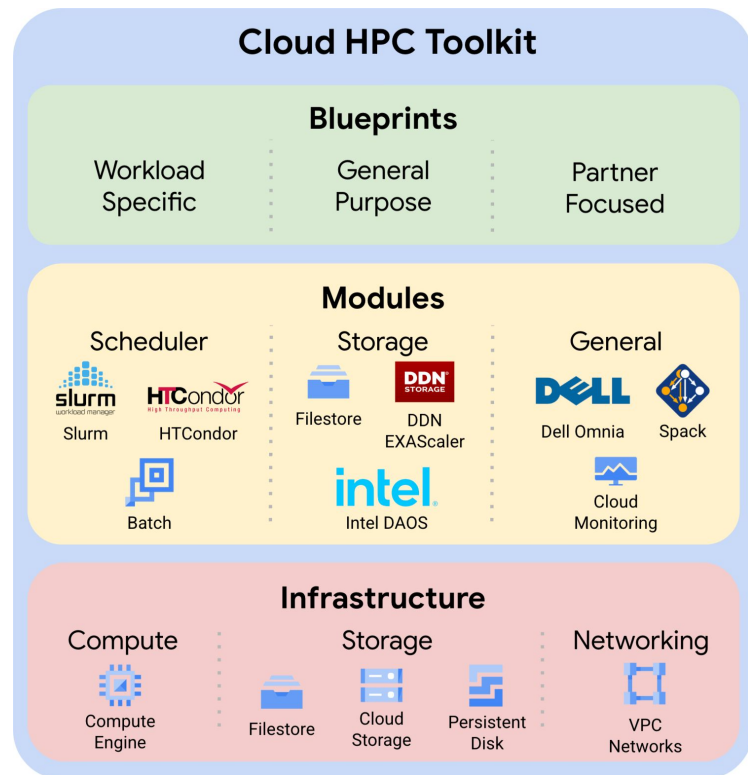 Cloud HPC Toolkit
Blueprints
Workload
Specific
General
Purpose
Partner
Focused
Modules
Scheduler
slurm
workload manager
Slurm
HTCondor
High Throughput Computing
HTCondor
Batch
Storage
Filestore
DDN®
STORAGE
DDN
EXAScaler
intel.
Intel DAOS
General
DELL
Dell Omnia
Spack
Cloud
Monitoring
Infrastructure
Compute
Compute
Engine
Storage
Filestore
Cloud
Storage
Persistent
Disk
Networking
VPC
Networks